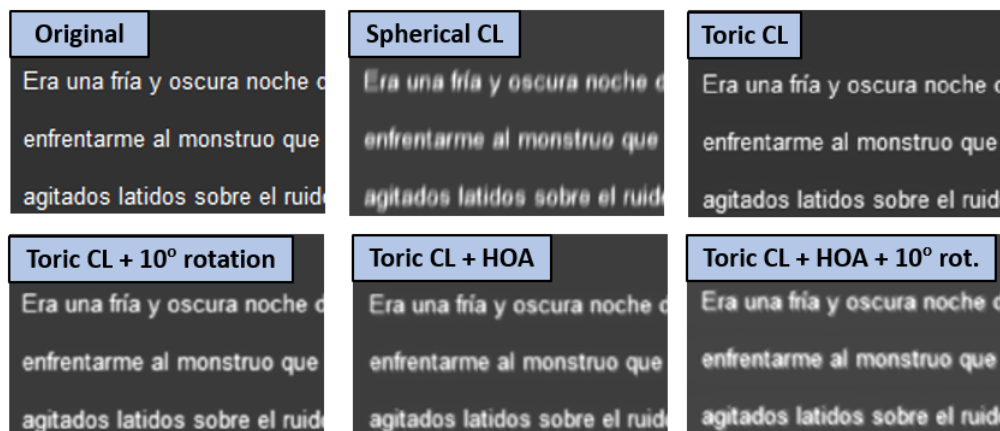 Original
Era una fría y oscura noche
enfrentarme al monstruo que
agitados latidos sobre el
Spherical CL
Era una fría y oscura noche
enfrentarme al monstruo que
agitados latidos sobre el
Toric CL
Era una fría y oscura noche
enfrentarme al monstruo que
agitados latidos sobre el
Toric CL + 10º rotation
Era una fría y oscura noche
enfrentarme al monstruo que
agitados latidos sobre el
Toric CL + HOA
Era una fría y oscura noche
enfrentarme al monstruo que
agitados latidos sobre el
Toric CL + HOA + 10º rot.
Era una fría y oscura noche
enfrentarme al monstruo que
agitados latidos sobre el